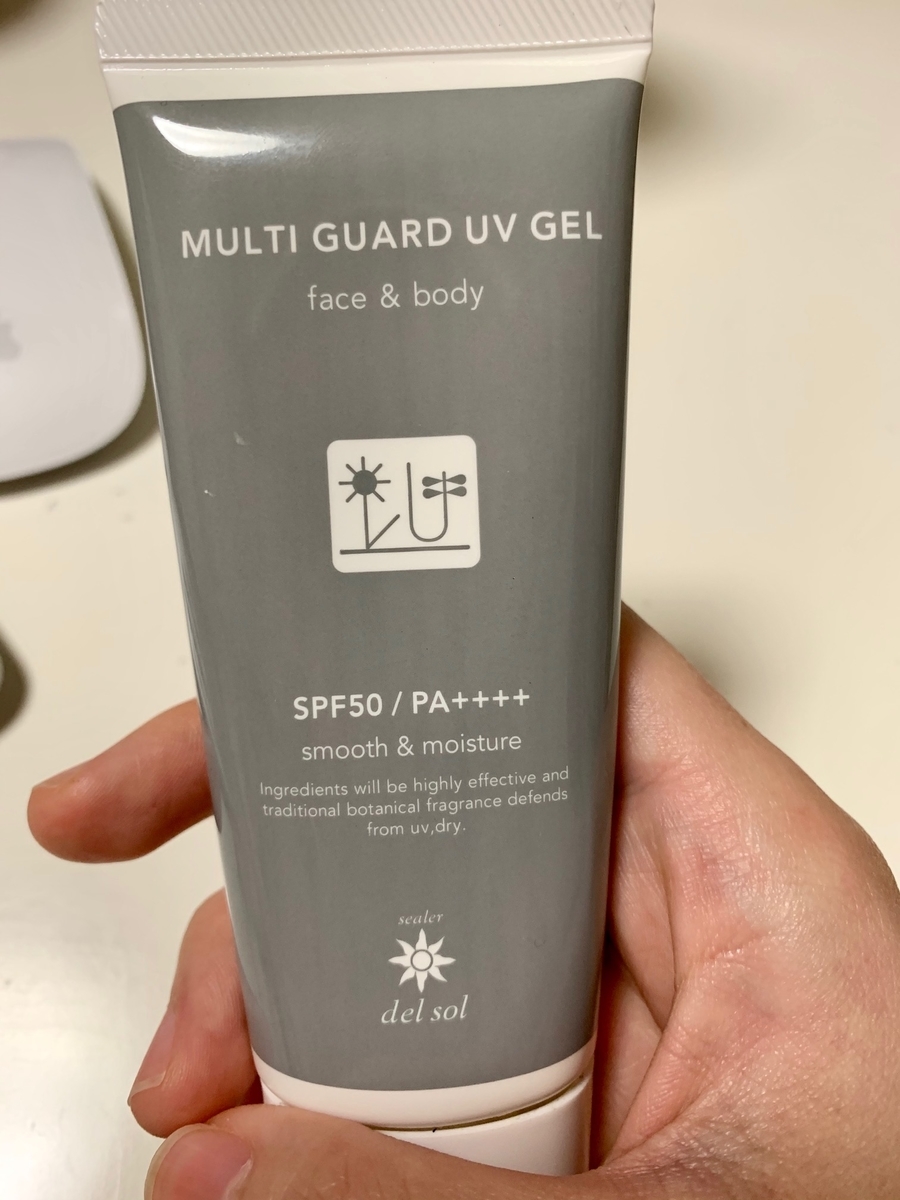 MULTI GUARD UV GEL
face & body
SPF50 / PA++++
smooth & moisture
Ingredients will be highly effective and
traditional botanical fragrance defends
from uv,dry.
sealer
del sol